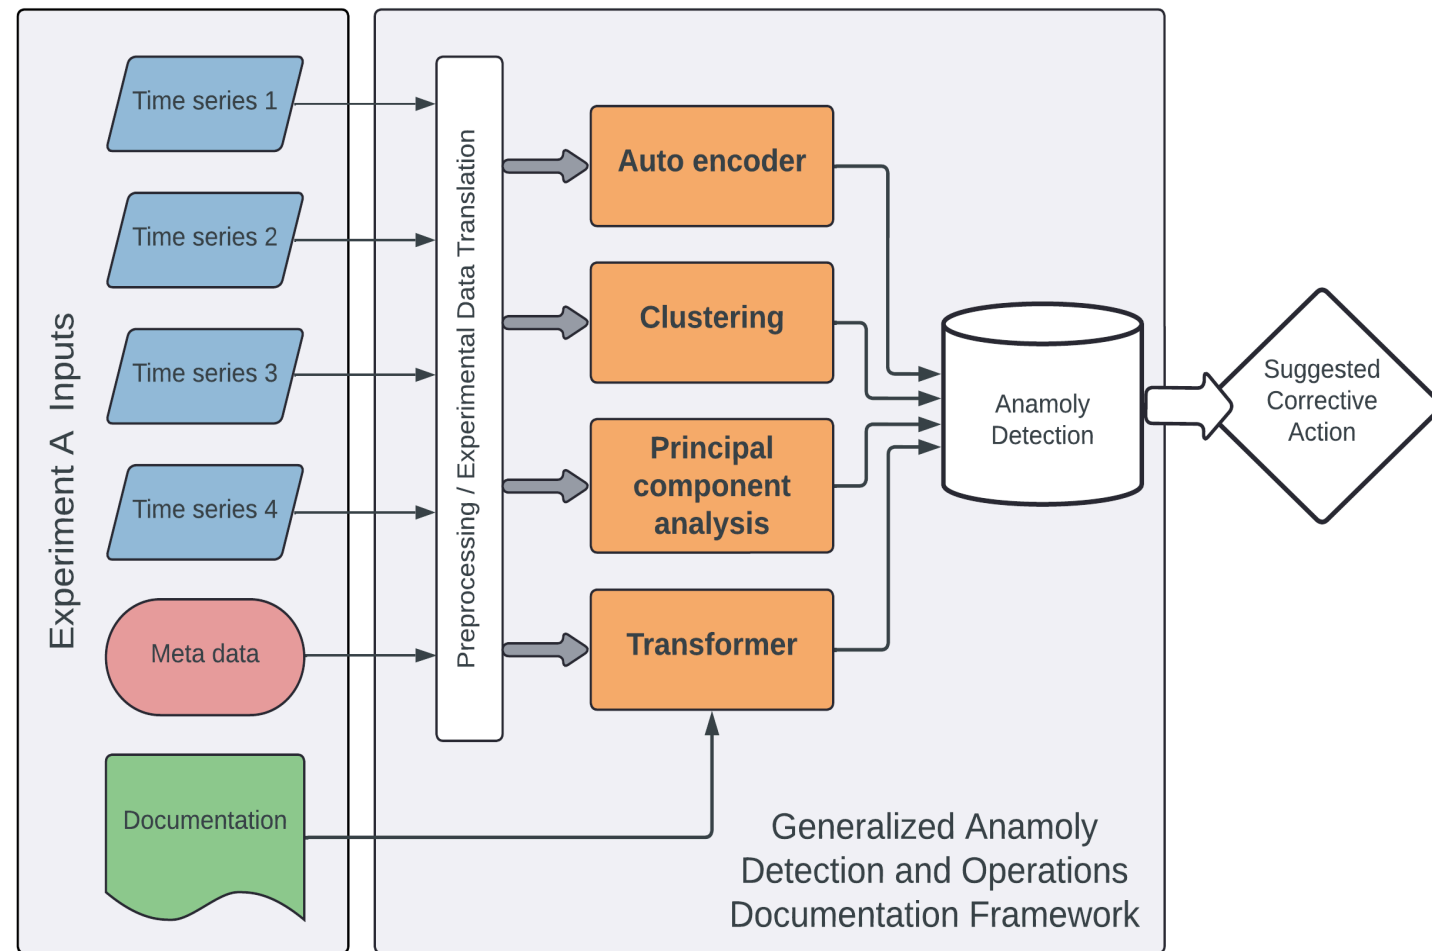 Experiment A Inputs
Time series 1
Time series 2
Time series 3
Time series 4
Meta data
Documentation
Preprocessing / Experimental Data Translation
Auto encoder
Clustering
Principal
component
analysis
Transformer
Anamoly
Detection
Suggested
Corrective
Action
Generalized Anamoly
Detection and Operations
Documentation Framework